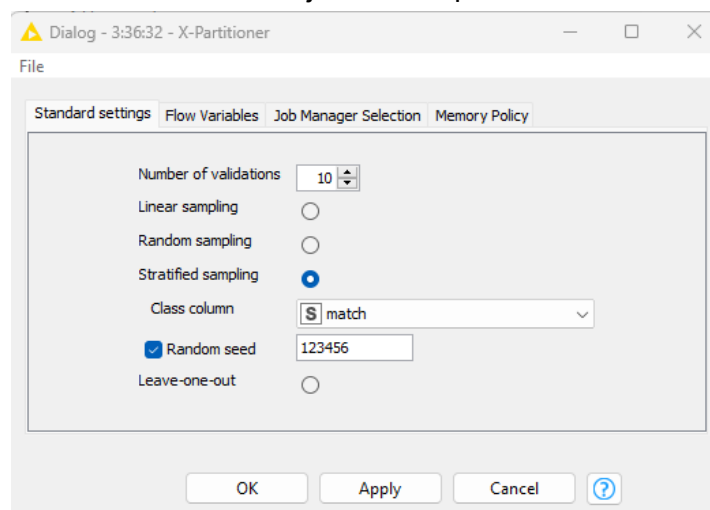 Dialog - 3:36:32 - X-Partitioner
File
Standard settings Flow Variables Job Manager Selection Memory Policy
Number of validations 10
Linear sampling
Random sampling
Stratified sampling
Class column S match
Random seed 123456
Leave-one-out
OK Apply Cancel ?